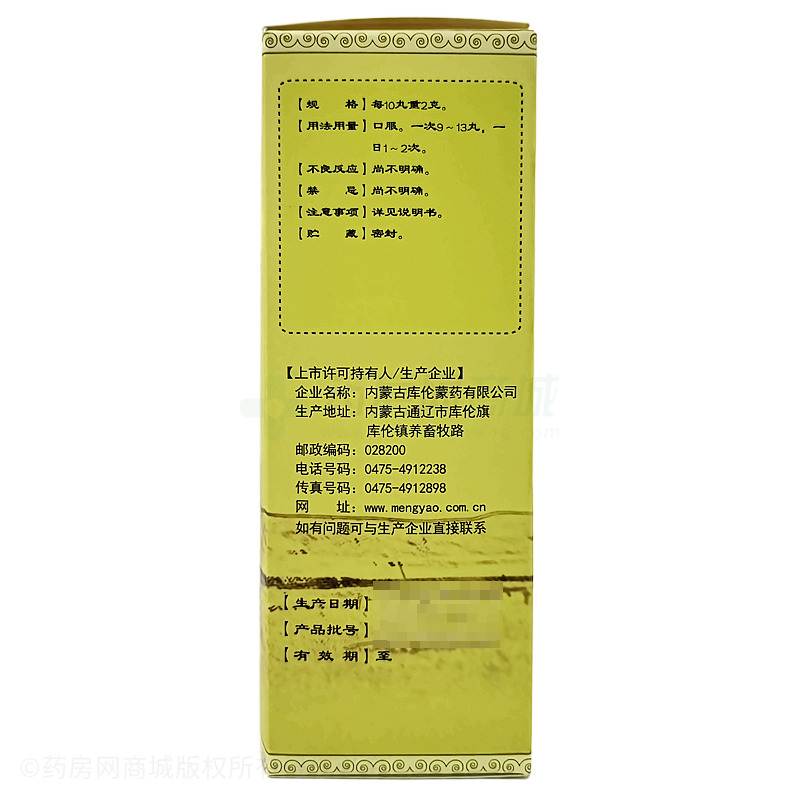 【规 格】每10丸重2克。
【用法用量】口服。一次9~13丸，一
日1~2次。
【不良反应】尚不明确。
【禁 忌】尚不明确。
【注意事项】详见说明书。
【贮 藏】密封。
【上市许可持有人/生产企业】
企业名称：内蒙古库伦蒙药有限公司
生产地址：内蒙古通辽市库伦旗
库伦镇养畜牧路
邮政编码：028200
电话号码：0475-4912238
传真号码：0475-4912898
网 址：www.mengyao.com.cn
如有问题可与生产企业直接联系
【生产日期】
【产品批号】
【有效期】至
©药房网商城版权所有